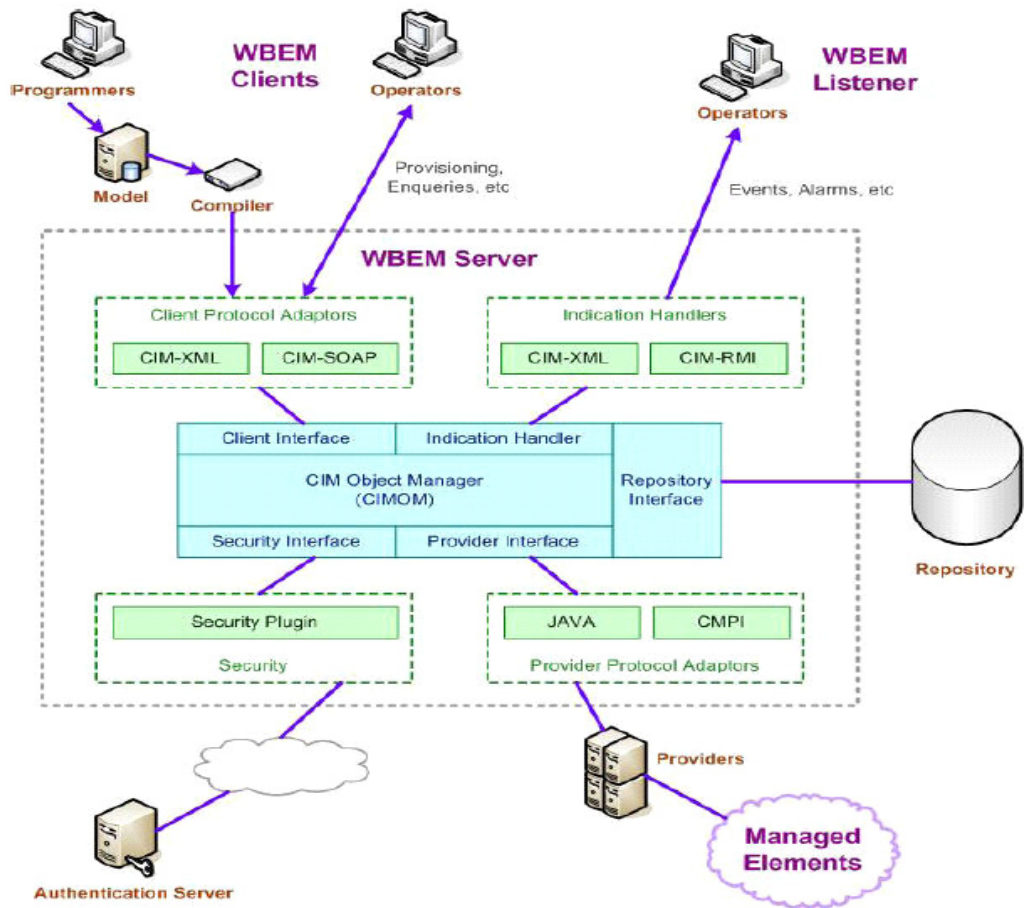 WBEM
Clients
WBEM
Listener
Programmers
Operators
Operators
Model
Compiler
Provisioning,
Enqueries, etc
Events, Alarms, etc
WBEM Server
Client Protocol Adaptors
CIM-XML
CIM-SOAP
Indication Handlers
CIM-XML
CIM-RMI
Client Interface
Indication Handler
CIM Object Manager
(CIMOM)
Repository
Interface
Security Interface
Provider Interface
Repository
Security Plugin
Security
JAVA
CMPI
Provider Protocol Adaptors
Providers
Managed
Elements
Authentication Server